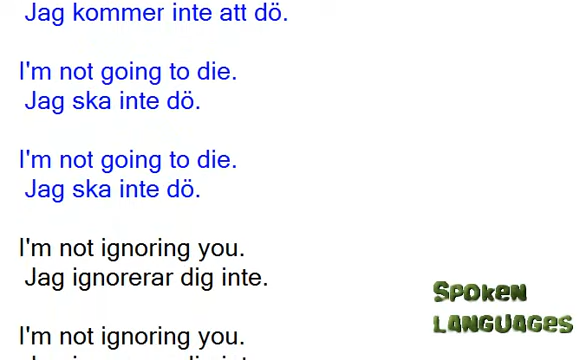 Jag kommer inte att dö.
I'm not going to die.
Jag ska inte dö.
I'm not going to die.
Jag ska inte dö.
I'm not ignoring you.
Jag ignorerar dig inte.
I'm not ignoring you.
SPOKEN
LANGUAGES